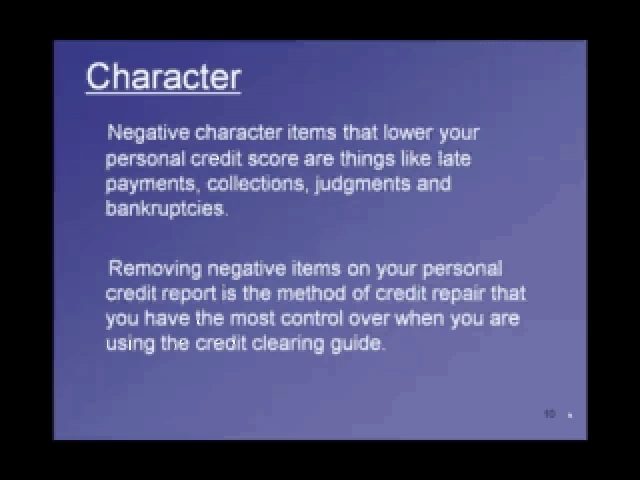 Character
Negative character items that lower your
personal credit score are things like late
payments, collections, judgments and
bankruptcies.
Removing negative items on your personal
credit report is the method of credit repair that
you have the most control over when you are
using the credit clearing guide.
10